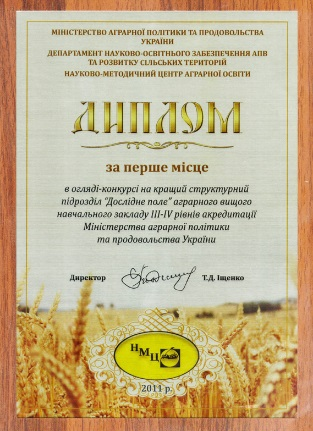 МІНІСТЕРСТВО АГРАРНОЇ ПОЛІТИКИ ТА ПРОДОВОЛЬСТВА
УКРАЇНИ
ДЕПАРТАМЕНТ НАУКОВО-ОСВІТНЬОГО ЗАБЕЗПЕЧЕННЯ АПВ
ТА РОЗВИТКУ СІЛЬСЬКИХ ТЕРИТОРІЙ
НАУКОВО-МЕТОДИЧНИЙ ЦЕНТР АГРАРНОЇ ОСВІТИ
ДИПЛОМ
за перше місце
в огляді-конкурсі на кращий структурний
підрозділ "Дослідне поле" аграрного вищого
навчального закладу III-IV рівнів акредитації
Міністерства аграрної політики
та продовольства України
Директор Т.Д. Іщенко
НМЦ
2011 р.